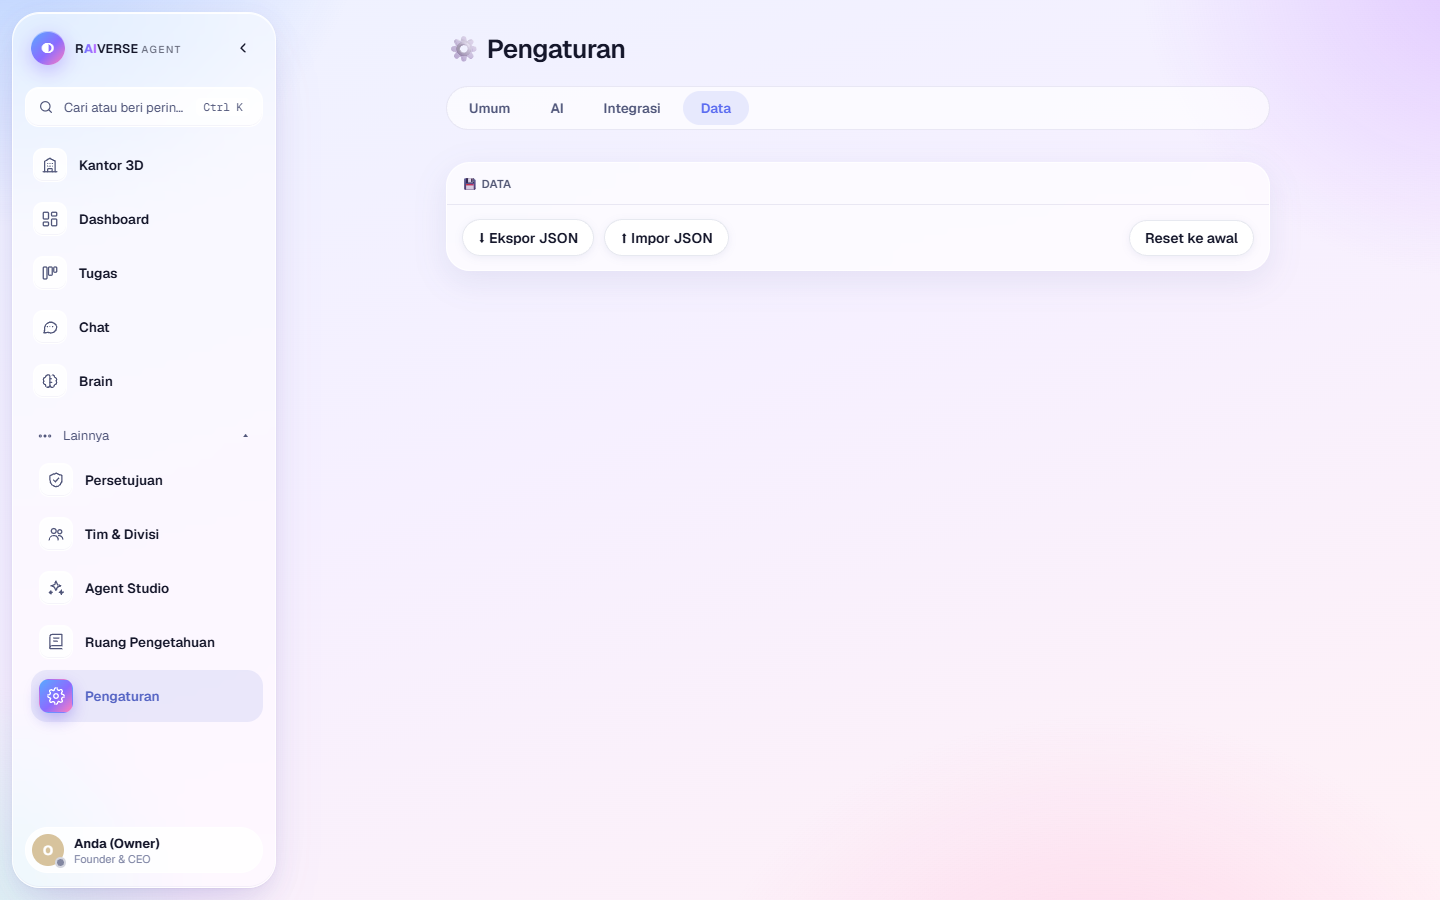 RAIVERSE AGENT
Cari atau beri perin... Ctrl K
Kantor 3D
Dashboard
Tugas
Chat
Brain
Lainnya
Persetujuan
Tim & Divisi
Agent Studio
Ruang Pengetahuan
Pengaturan
O
Anda (Owner)
Founder & CEO
Pengaturan
Umum AI Integrasi Data
DATA
⬇ Ekspor JSON ⬆ Impor JSON Reset ke awal